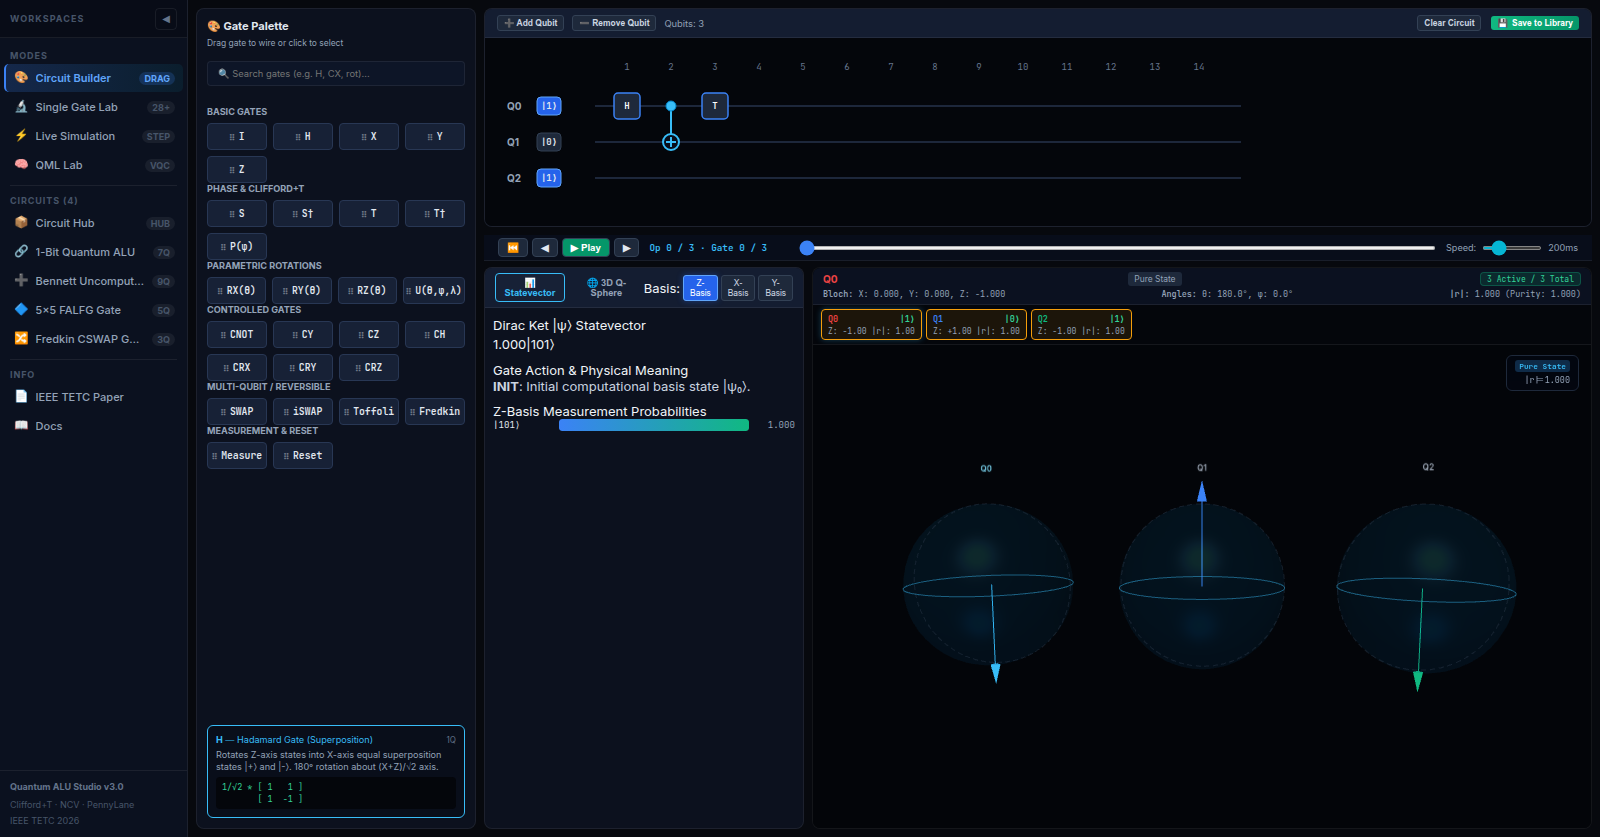 WORKSPACES
◀
MODES
🎨 Circuit Builder DRAG
🔬 Single Gate Lab 28+
⚡ Live Simulation STEP
🧠 QML Lab VQC
CIRCUITS (4)
📦 Circuit Hub HUB
🔗 1-Bit Quantum ALU 7Q
➕ Bennett Uncomput... 9Q
🔷 5×5 FALFG Gate 5Q
🔀 Fredkin CSWAP G... 3Q
INFO
📄 IEEE TETC Paper
📖 Docs
Quantum ALU Studio v3.0
Clifford+T · NCV · PennyLane
IEEE TETC 2026
🎨 Gate Palette
Drag gate to wire or click to select
🔍 Search gates (e.g. H, CX, rot)...
BASIC GATES
⠿ I ⠿ H ⠿ X ⠿ Y
⠿ Z
PHASE & CLIFFORD+T
⠿ S ⠿ S† ⠿ T ⠿ T†
⠿ P(φ)
PARAMETRIC ROTATIONS
⠿ RX(θ) ⠿ RY(θ) ⠿ RZ(θ) ⠿ U(θ,φ,λ)
CONTROLLED GATES
⠿ CNOT ⠿ CY ⠿ CZ ⠿ CH
⠿ CRX ⠿ CRY ⠿ CRZ
MULTI-QUBIT / REVERSIBLE
⠿ SWAP ⠿ iSWAP ⠿ Toffoli ⠿ Fredkin
MEASUREMENT & RESET
⠿ Measure ⠿ Reset
H — Hadamard Gate (Superposition) 1Q
Rotates Z-axis states into X-axis equal superposition
states |+⟩ and |-⟩. 180° rotation about (X+Z)/√2 axis.
1/√2 * [ 1 1 ]
[ 1 -1 ]
➕ Add Qubit ➖ Remove Qubit Qubits: 3 Clear Circuit 💾 Save to Library
1 2 3 4 5 6 7 8 9 10 11 12 13 14
Q0 |1⟩ H T
Q1 |0⟩
Q2 |1⟩
⏪ ◀ ▶ Play ▶ Op 0 / 3 · Gate 0 / 3 Speed: 200ms
📊 Statevector 🌐 3D Q-Sphere Basis: Z-Basis X-Basis Y-Basis
Dirac Ket |ψ⟩ Statevector
1.000|101⟩
Gate Action & Physical Meaning
INIT: Initial computational basis state |ψ₀⟩.
Z-Basis Measurement Probabilities
|101⟩ 1.000
Q0 Pure State 3 Active / 3 Total
Bloch: X: 0.000, Y: 0.000, Z: -1.000 Angles: θ: 180.0°, φ: 0.0° |r|: 1.000 (Purity: 1.000)
Q0 |1⟩ Q1 |0⟩ Q2 |1⟩
Z: -1.00 |r|: 1.00 Z: +1.00 |r|: 1.00 Z: -1.00 |r|: 1.00
Pure State
|r|=1.000
Q0 Q1 Q2